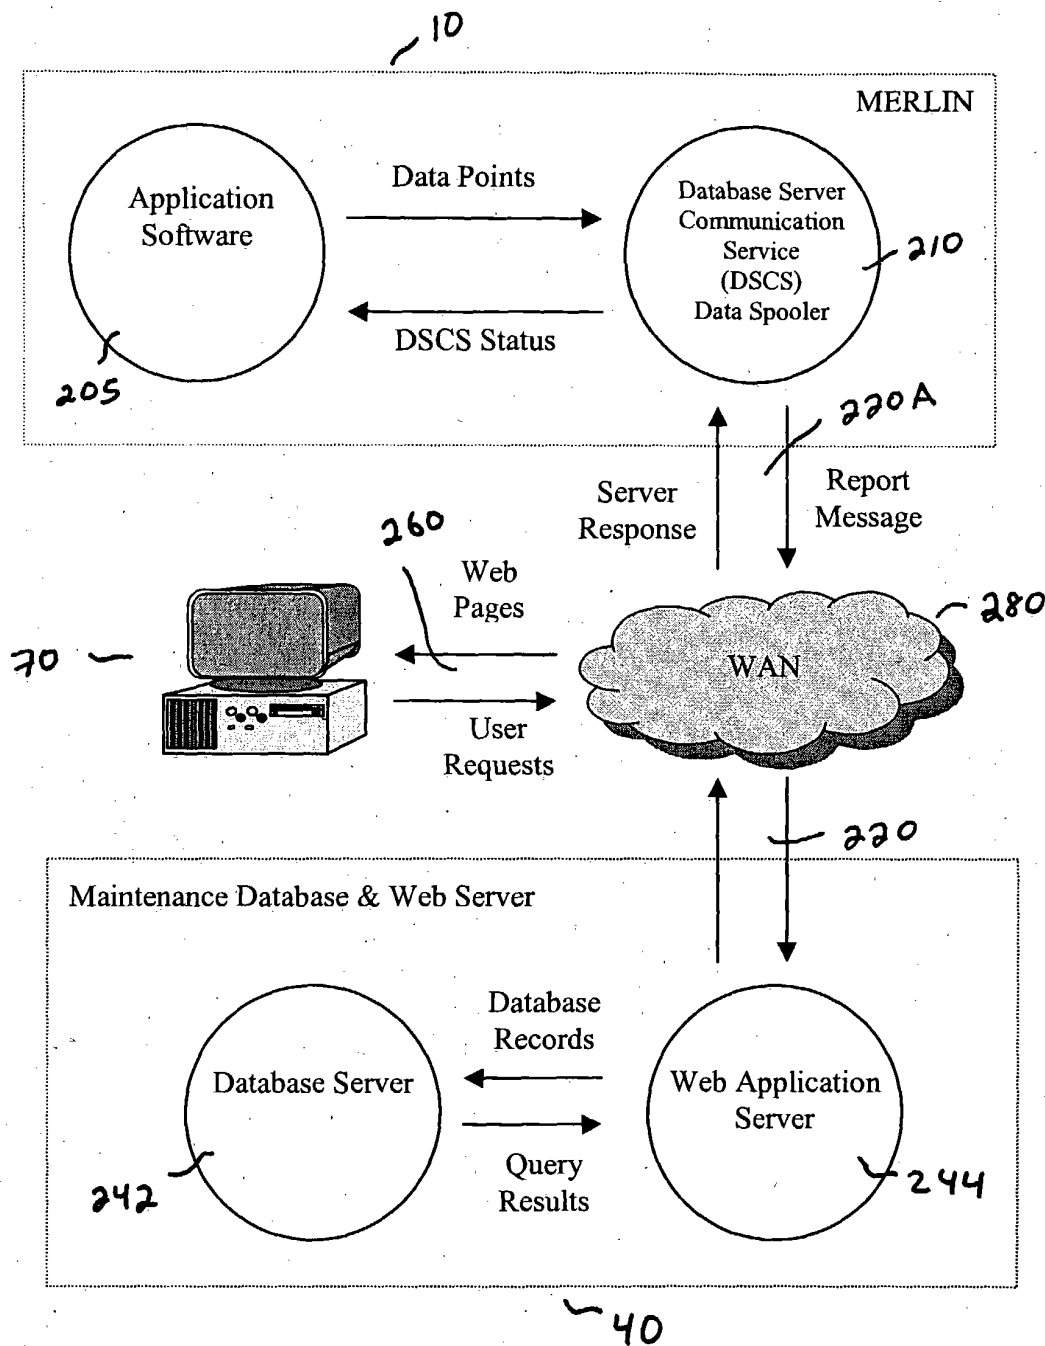 10
MERLIN
Application
Software
Data Points
DSCS Status
Database Server
Communication
Service
(DSCS)
Data Spooler
210
205
220A
Server
Response
Report
Message
260
Web
Pages
280
70
WAN
User
Requests
220
Maintenance Database & Web Server
Database
Records
Database Server
Web Application
Server
Query
Results
242
244
40